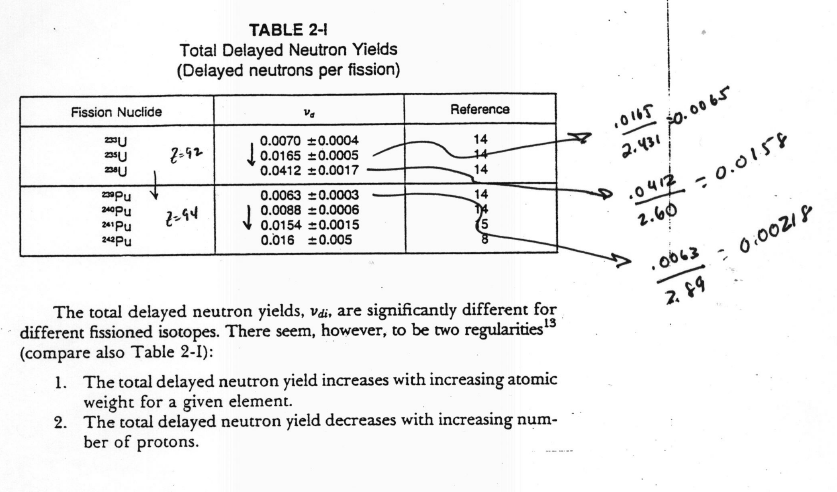 TABLE 2-I
Total Delayed Neutron Yields
(Delayed neutrons per fission)
Fission Nuclide νd Reference
²³³U 0.0070 ±0.0004 14
²³⁵U Z=92 0.0165 ±0.0005 14
²³⁸U 0.0412 ±0.0017 14
²³⁹Pu 0.0063 ±0.0003 14
²⁴⁰Pu Z=94 0.0088 ±0.0006 14
²⁴¹Pu 0.0154 ±0.0015 15
²⁴²Pu 0.016 ±0.005 8
.0165 / 2.431 = 0.0065
.0412 / 2.60 = 0.0158
.0063 / 2.89 = 0.00218
The total delayed neutron yields, νdi, are significantly different for
different fissioned isotopes. There seem, however, to be two regularities¹³
(compare also Table 2-I):
1. The total delayed neutron yield increases with increasing atomic
weight for a given element.
2. The total delayed neutron yield decreases with increasing num-
ber of protons.